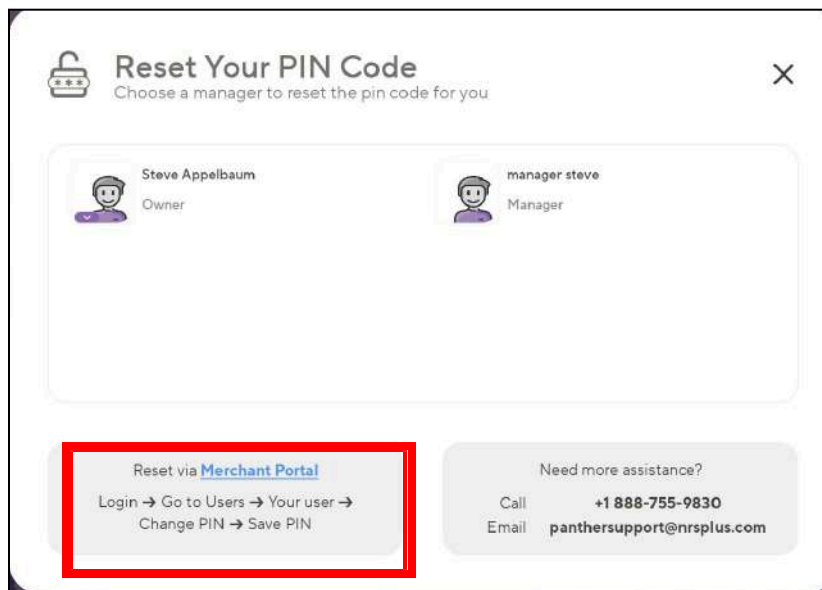 Reset Your PIN Code
Choose a manager to reset the pin code for you
Steve Appelbaum
Owner
manager steve
Manager
Reset via Merchant Portal
Login → Go to Users → Your user →
Change PIN → Save PIN
Need more assistance?
Call +1 888-755-9830
Email panthersupport@nrsplus.com